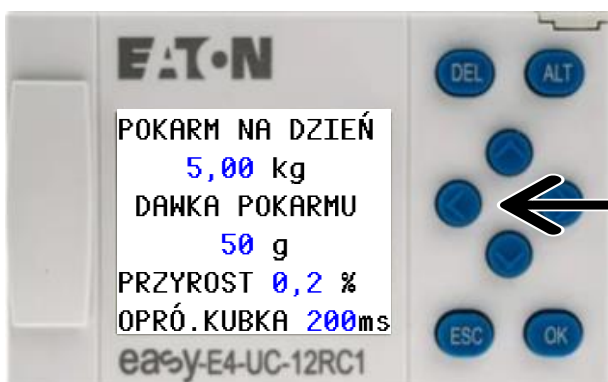 EATON
DEL
ALT
POKARM NA DZIEŃ
5,00 kg
DAWKA POKARMU
50 g
PRZYROST 0,2 %
OPRÓ.KUBKA 200ms
ESC
OK
easy-E4-UC-12RC1